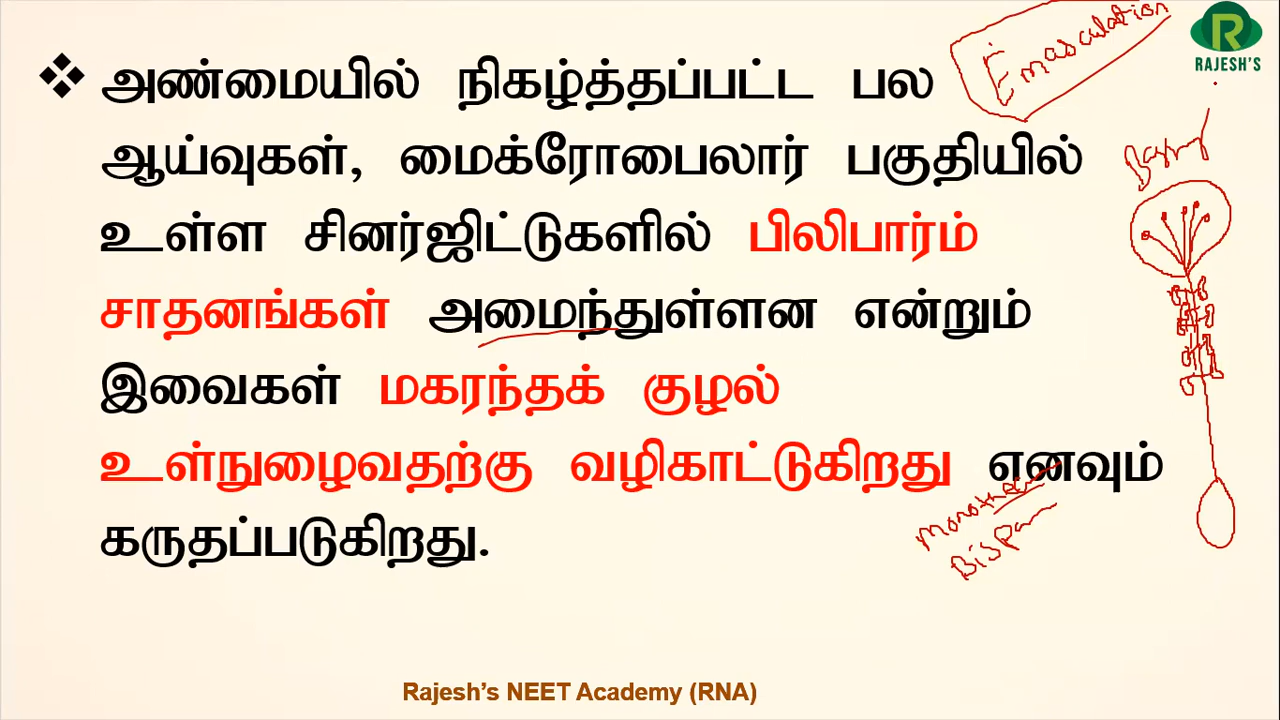 ❖ அண்மையில் நிகழ்த்தப்பட்ட பல
ஆய்வுகள், மைக்ரோபைலார் பகுதியில்
உள்ள சினர்ஜிட்டுகளில் பிலிபார்ம்
சாதனங்கள் அமைந்துள்ளன என்றும்
இவைகள் மகரந்தக் குழல்
உள்நுழைவதற்கு வழிகாட்டுகிறது எனவும்
கருதப்படுகிறது.
Emasculation
R
RAJESH'S
Rajesh's NEET Academy (RNA)